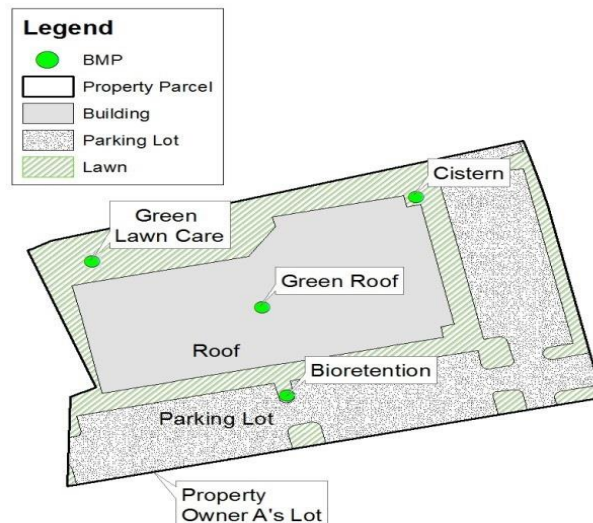 Legend
BMP
Property Parcel
Building
Parking Lot
Lawn
Cistern
Green
Lawn Care
Green Roof
Roof
Bioretention
Parking Lot
Property
Owner A's Lot